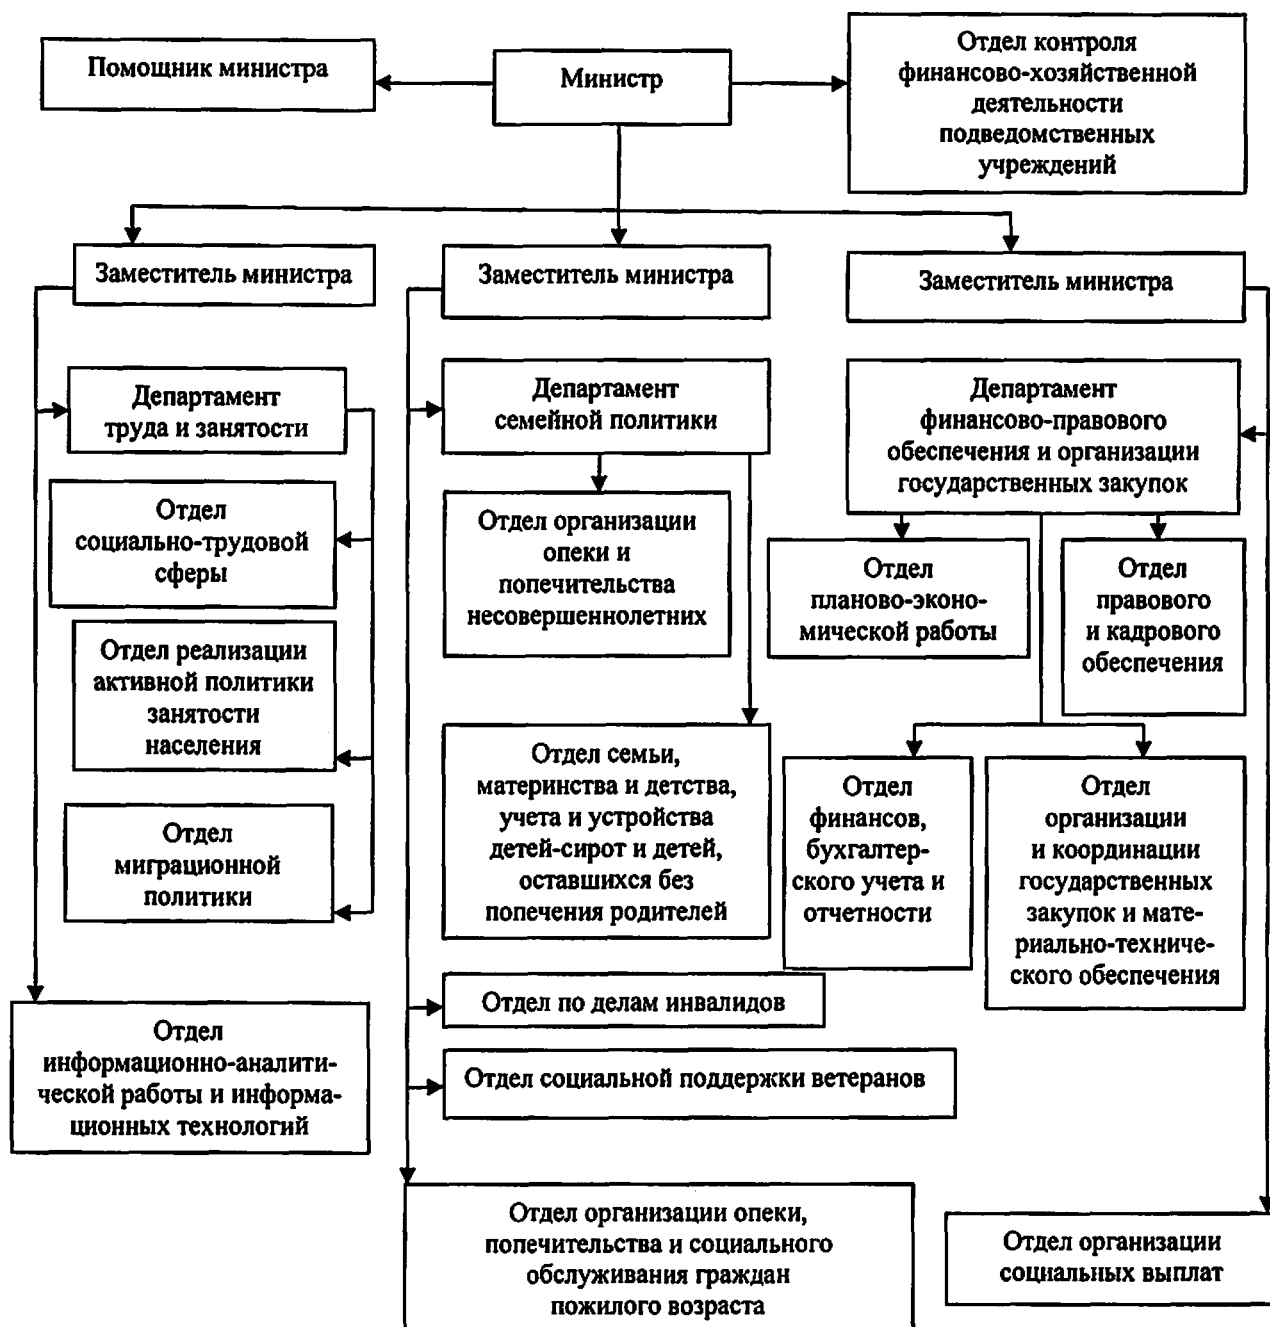 Помощник министра
Министр
Отдел контроля
финансово-хозяйственной
деятельности
подведомственных
учреждений
Заместитель министра
Заместитель министра
Заместитель министра
Департамент
труда и занятости
Отдел
социально-трудовой
сферы
Отдел реализации
активной политики
занятости
населения
Отдел
миграционной
политики
Отдел
информационно-аналити-
ческой работы и информа-
ционных технологий
Департамент
семейной политики
Отдел организации
опеки и
попечительства
несовершеннолетних
Отдел семьи,
материнства и детства,
учета и устройства
детей-сирот и детей,
оставшихся без
попечения родителей
Отдел по делам инвалидов
Отдел социальной поддержки ветеранов
Отдел организации опеки,
попечительства и социального
обслуживания граждан
пожилого возраста
Департамент
финансово-правового
обеспечения и организации
государственных закупок
Отдел
планово-эконо-
мической работы
Отдел
правового
и кадрового
обеспечения
Отдел
финансов,
бухгалтер-
ского учета и
отчетности
Отдел
организации
и координации
государственных
закупок и мате-
риально-техниче-
ского обеспечения
Отдел организации
социальных выплат